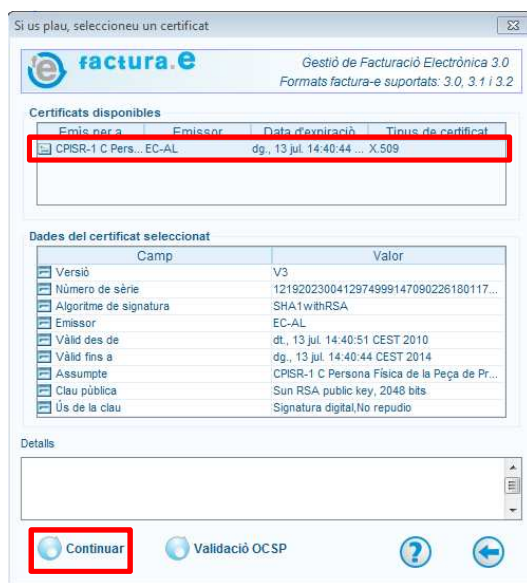 Si us plau, seleccioneu un certificat
factura.e
Gestió de Facturació Electrònica 3.0
Formats factura-e suportats: 3.0, 3.1 i 3.2
Certificats disponibles
Emis per a Emissor Data d'expiració Tipus de certificat
CPISR-1 C Pers... EC-AL dg., 13 jul. 14:40:44 ... X.509
Dades del certificat seleccionat
Camp Valor
Versió V3
Número de sèrie 12192023004129749991470902261801 17...
Algoritme de signatura SHA1withRSA
Emissor EC-AL
Vàlid des de dt., 13 jul. 14:40:51 CEST 2010
Vàlid fins a dg., 13 jul. 14:40:44 CEST 2014
Assumpte CPISR-1 C Persona Física de la Peça de Pr...
Clau pública Sun RSA public key, 2048 bits
Ús de la clau Signatura digital,No repudio
Detalls
Continuar Validació OCSP